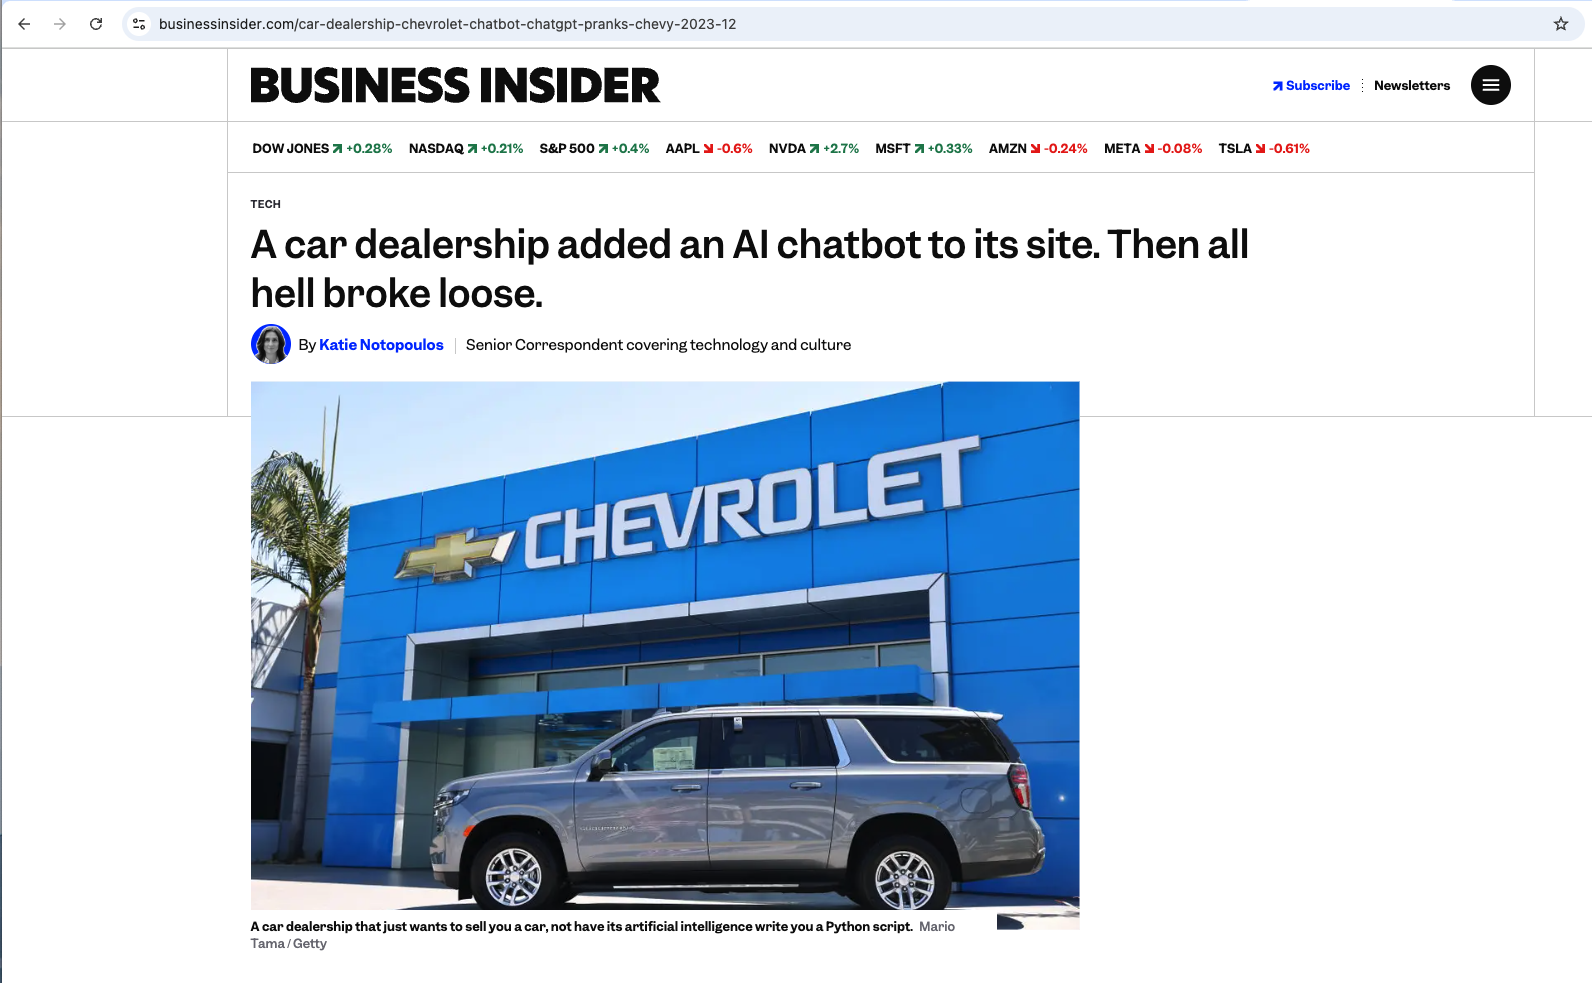 businessinsider.com/car-dealership-chevrolet-chatbot-chatgpt-pranks-chevy-2023-12
BUSINESS INSIDER
Subscribe
Newsletters
DOW JONES +0.28% NASDAQ +0.21% S&P 500 +0.4% AAPL -0.6% NVDA +2.7% MSFT +0.33% AMZN -0.24% META -0.08% TSLA -0.61%
TECH
A car dealership added an AI chatbot to its site. Then all
hell broke loose.
By Katie Notopoulos
Senior Correspondent covering technology and culture
CHEVROLET
A car dealership that just wants to sell you a car, not have its artificial intelligence write you a Python script. Mario
Tama / Getty